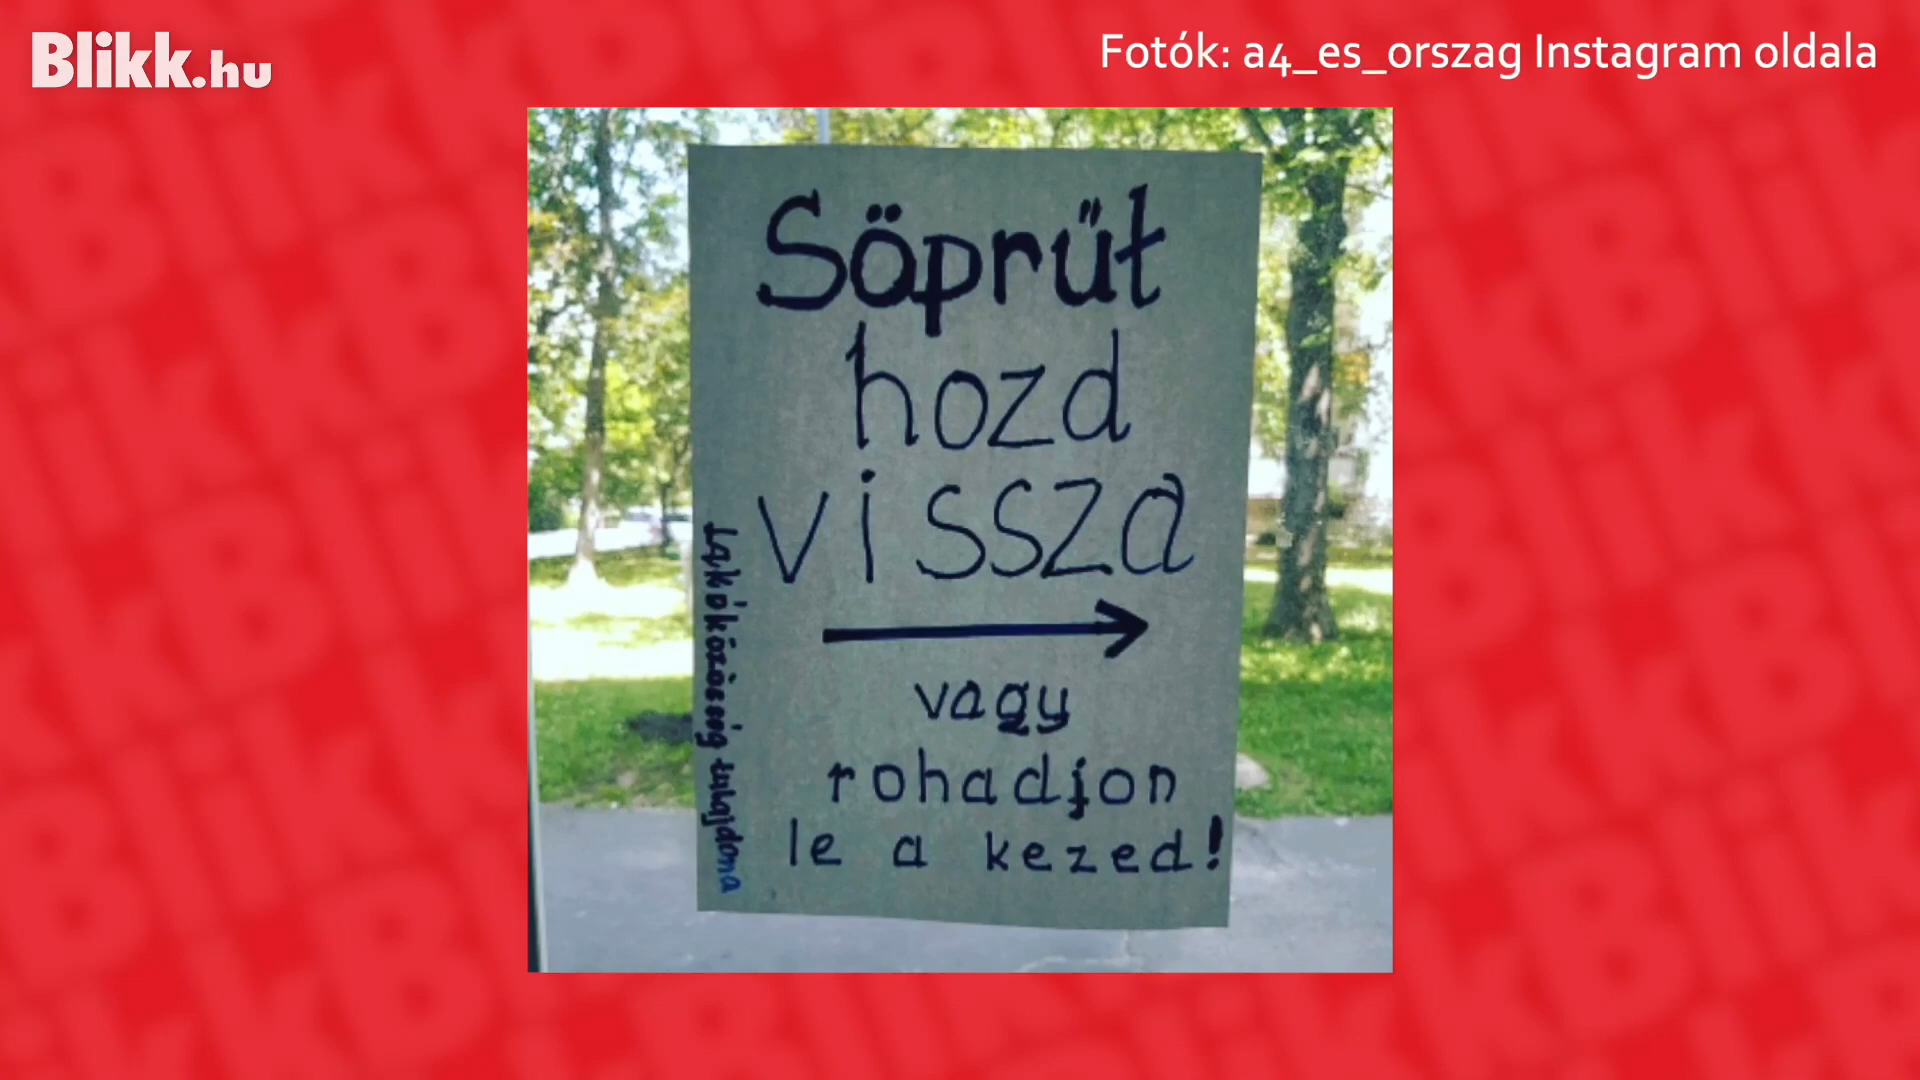 Blikk.hu
Fotók: a4_es_orszag Instagram oldala
Söprűt
hozd
vissza
vagy
rohadjon
le a kezed!
Lakóközösség tulajdona